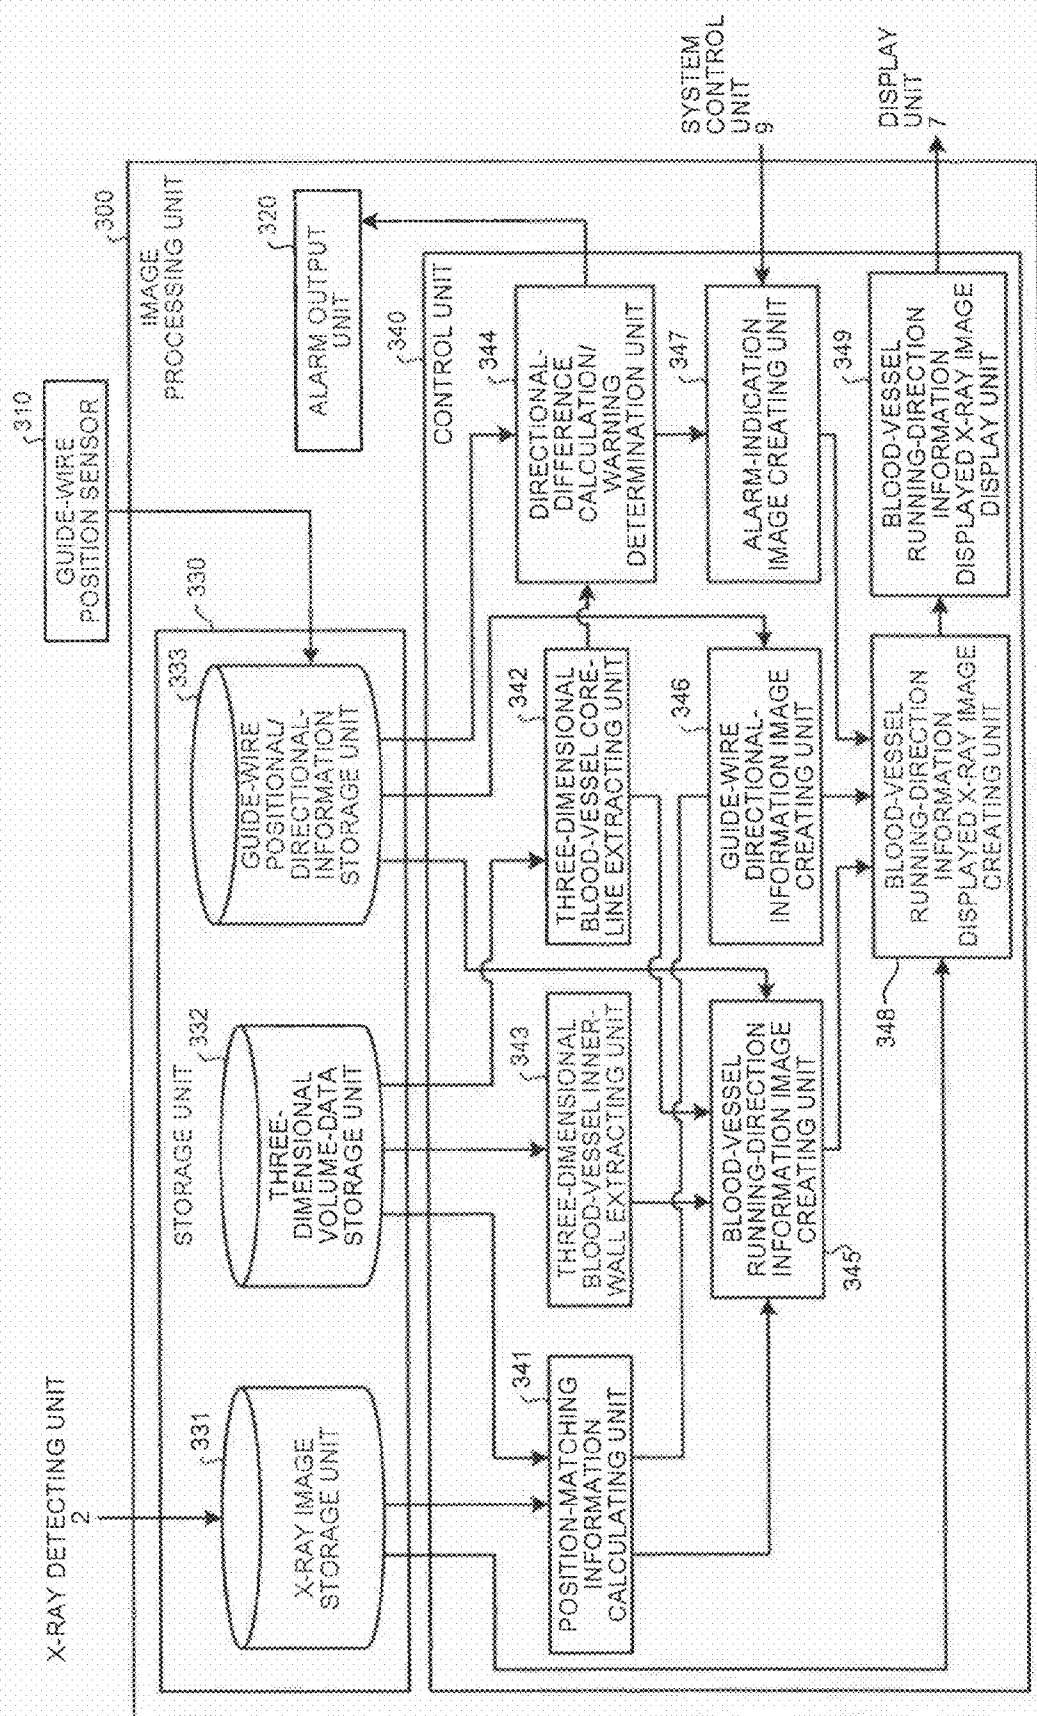 X-RAY DETECTING UNIT
2
GUIDE-WIRE
POSITION SENSOR
310
300
IMAGE
PROCESSING UNIT
STORAGE UNIT
330
331
X-RAY IMAGE
STORAGE UNIT
332
THREE-
DIMENSIONAL
VOLUME-DATA
STORAGE UNIT
333
GUIDE-WIRE
POSITIONAL/
DIRECTIONAL-
INFORMATION
STORAGE UNIT
320
ALARM OUTPUT
UNIT
340
CONTROL UNIT
341
POSITION-MATCHING
INFORMATION
CALCULATING UNIT
343
THREE-DIMENSIONAL
BLOOD-VESSEL INNER-
WALL EXTRACTING UNIT
342
THREE-DIMENSIONAL
BLOOD-VESSEL CORE-
LINE EXTRACTING UNIT
344
DIRECTIONAL-
DIFFERENCE
CALCULATION/
WARNING
DETERMINATION UNIT
SYSTEM
CONTROL
UNIT
9
BLOOD-VESSEL
RUNNING-DIRECTION
INFORMATION IMAGE
CREATING UNIT
345
346
GUIDE-WIRE
DIRECTIONAL-
INFORMATION IMAGE
CREATING UNIT
347
ALARM-INDICATION
IMAGE CREATING UNIT
348
BLOOD-VESSEL
RUNNING-DIRECTION
INFORMATION
DISPLAYED X-RAY IMAGE
CREATING UNIT
349
BLOOD-VESSEL
RUNNING-DIRECTION
INFORMATION
DISPLAYED X-RAY IMAGE
DISPLAY UNIT
DISPLAY
UNIT
7